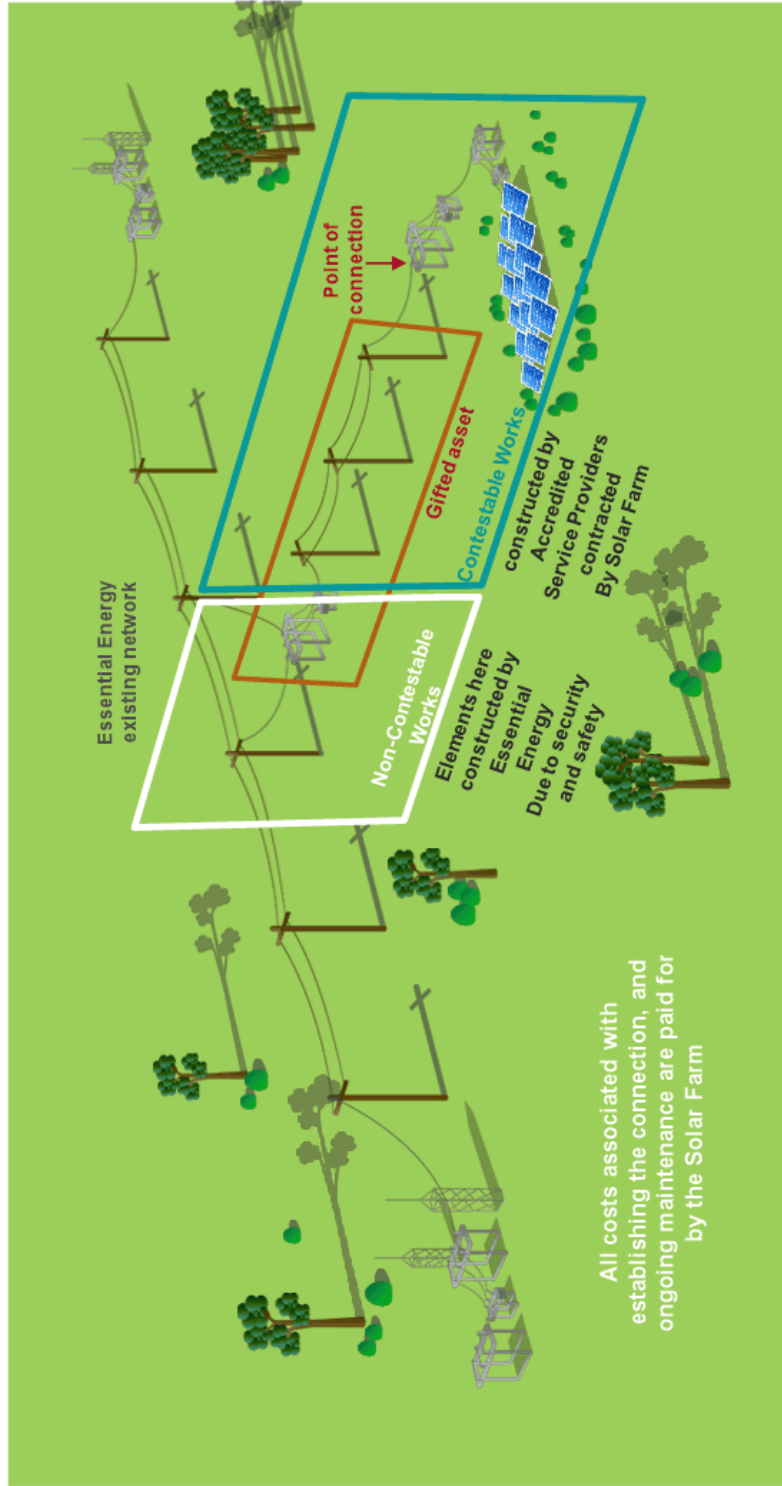 Essential Energy
existing network
Point of
connection
Gifted asset
Contestable Works
constructed by
Accredited
Service Providers
contracted
By Solar Farm
Non-Contestable
Works
Elements here
constructed by
Essential
Energy
Due to security
and safety
All costs associated with
establishing the connection, and
ongoing maintenance are paid for
by the Solar Farm